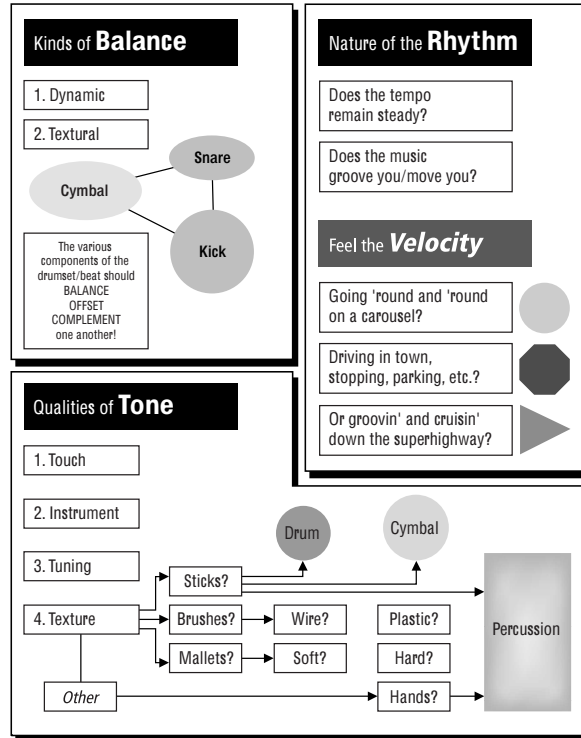 Kinds of Balance
1. Dynamic
2. Textural
Snare
Cymbal
Kick
The various
components of the
drumset/beat should
BALANCE
OFFSET
COMPLEMENT
one another!
Nature of the Rhythm
Does the tempo
remain steady?
Does the music
groove you/move you?
Feel the Velocity
Going 'round and 'round
on a carousel?
Driving in town,
stopping, parking, etc.?
Or groovin' and cruisin'
down the superhighway?
Qualities of Tone
1. Touch
2. Instrument
3. Tuning
4. Texture
Drum
Cymbal
Sticks?
Brushes?
Wire?
Plastic?
Mallets?
Soft?
Hard?
Other
Hands?
Percussion